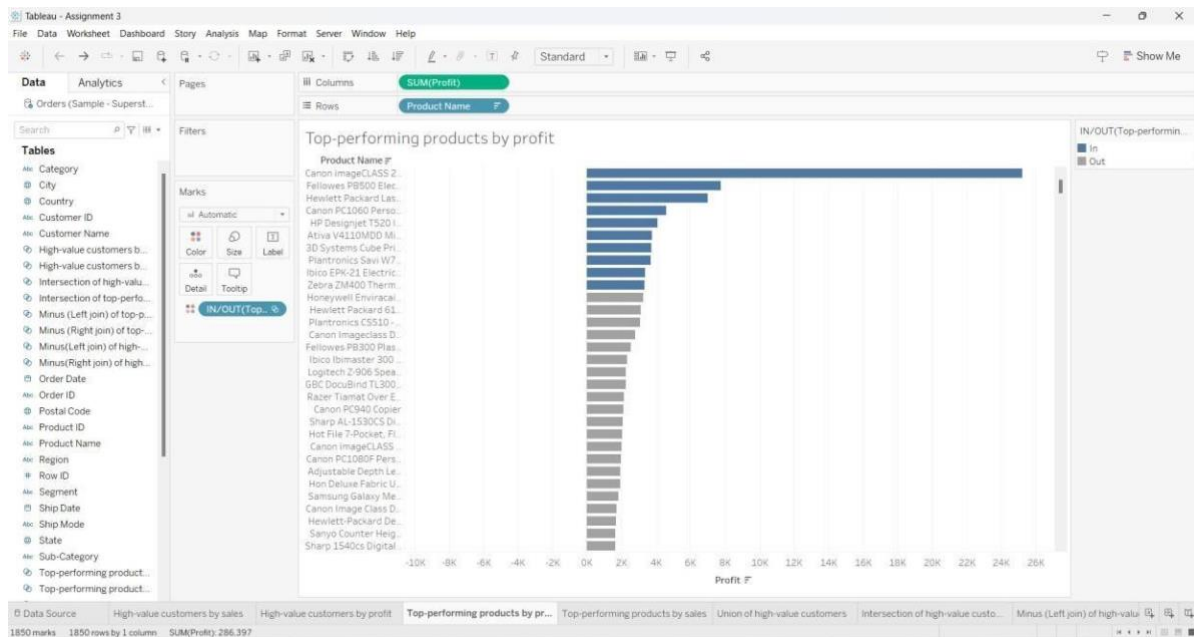 Tableau - Assignment 3
File Data Worksheet Dashboard Story Analysis Map Format Server Window Help
Standard
Show Me
Data Analytics
Orders (Sample - Superst...
Search
Tables
Category
City
Country
Customer ID
Customer Name
High-value customers b...
High-value customers b...
Intersection of high-valu...
Intersection of top-perfo...
Minus (Left join) of top-p...
Minus (Right join) of top-...
Minus(Left join) of high-...
Minus(Right join) of high...
Order Date
Order ID
Postal Code
Product ID
Product Name
Region
Row ID
Segment
Ship Date
Ship Mode
State
Sub-Category
Top-performing product...
Top-performing product...
Pages
Filters
Marks
Automatic
Color Size Label
Detail Tooltip
IN/OUT(Top...
Columns SUM(Profit)
Rows Product Name
Top-performing products by profit
Product Name
Canon imageCLASS 2...
Fellowes PB500 Elec...
Hewlett Packard Las...
Canon PC1060 Perso...
HP Designjet T520 I...
Ativa V4110MDD Mi...
3D Systems Cube Pri...
Plantronics Savi W7...
Ibico EPK-21 Electric...
Zebra ZM400 Therm...
Honeywell Enviracai...
Hewlett Packard 61...
Plantronics CS510 -...
Canon Imageclass D...
Fellowes PB300 Plas...
Ibico Ibimaster 300 ...
Logitech Z-906 Spea...
GBC DocuBind TL300...
Razer Tiamat Over E...
Canon PC940 Copier
Sharp AL-1530CS Di...
Hot File 7-Pocket, Fl...
Canon imageCLASS ...
Canon PC1080F Pers...
Adjustable Depth Le...
Hon Deluxe Fabric U...
Samsung Galaxy Me...
Canon Image Class D...
Hewlett-Packard De...
Sanyo Counter Heig...
Sharp 1540cs Digital...
-10K -8K -6K -4K -2K 0K 2K 4K 6K 8K 10K 12K 14K 16K 18K 20K 22K 24K 26K
Profit
IN/OUT(Top-performin...
In
Out
Data Source High-value customers by sales High-value customers by profit Top-performing products by pr... Top-performing products by sales Union of high-value customers Intersection of high-value custo... Minus (Left join) of high-valu
1850 marks 1850 rows by 1 column SUM(Profit): 286,397